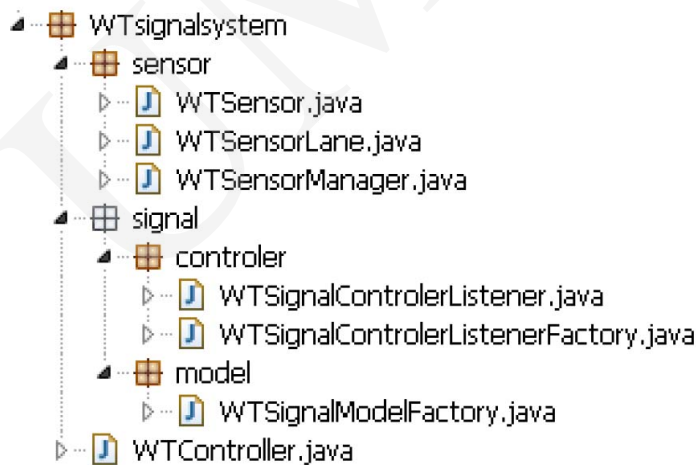 WTsignalsystem
sensor
WTSensor.java
WTSensorLane.java
WTSensorManager.java
signal
controler
WTSignalControlerListener.java
WTSignalControlerListenerFactory.java
model
WTSignalModelFactory.java
WTController.java